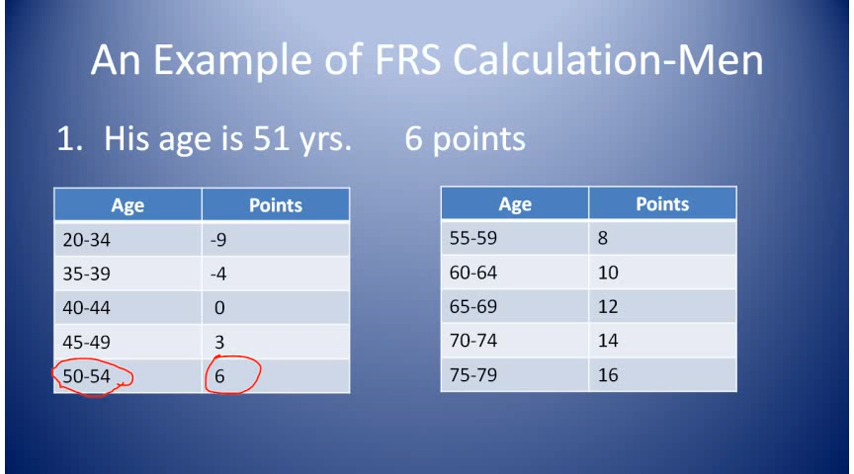 An Example of FRS Calculation-Men
1. His age is 51 yrs. 6 points
Age Points
20-34 -9
35-39 -4
40-44 0
45-49 3
50-54 6
Age Points
55-59 8
60-64 10
65-69 12
70-74 14
75-79 16